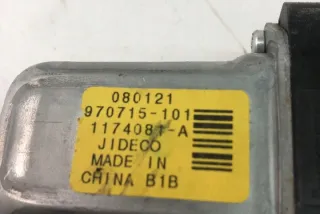 080121
970715-101
1174081-A
JIDECO
MADE IN
CHINA B1B